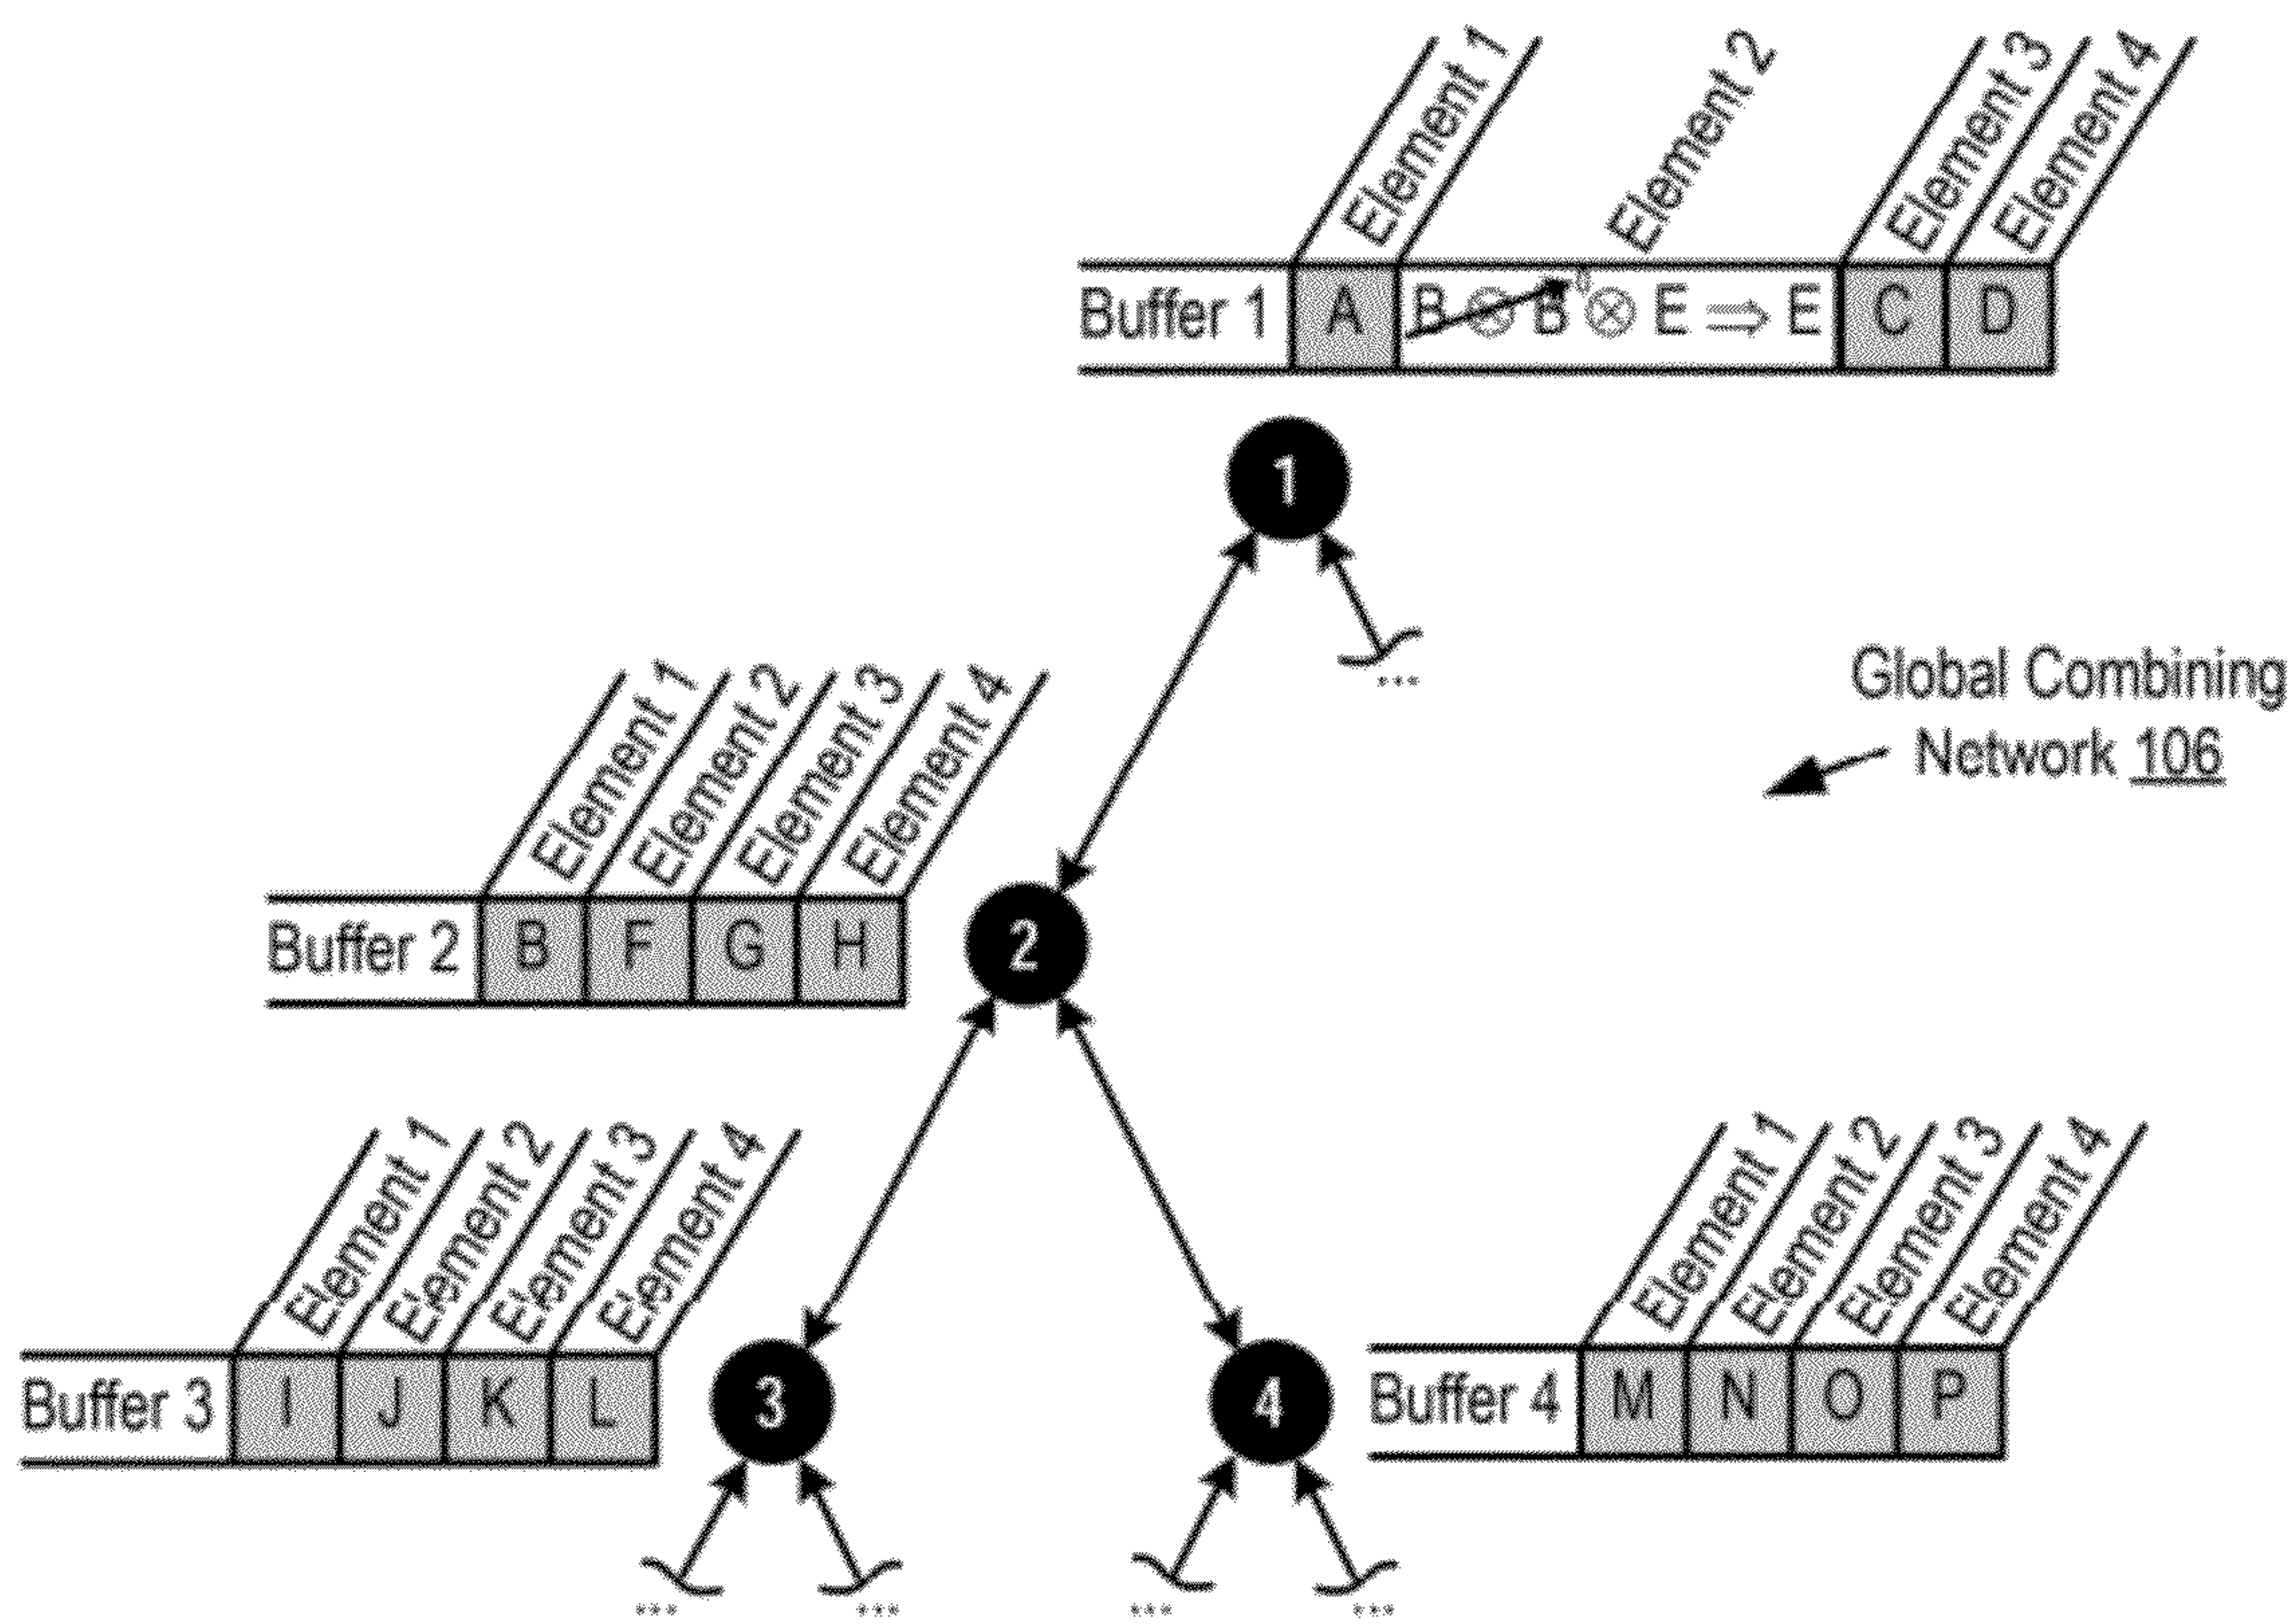 Element 1
Element 2
Element 3
Element 4
Buffer 1 A B ⊗ B ⊗ E ⇒ E C D
1
...
Global Combining
Network 106
Element 1
Element 2
Element 3
Element 4
Buffer 2 B F G H
2
Element 1
Element 2
Element 3
Element 4
Buffer 3 I J K L
3
4
Element 1
Element 2
Element 3
Element 4
Buffer 4 M N O P
... ... ... ...